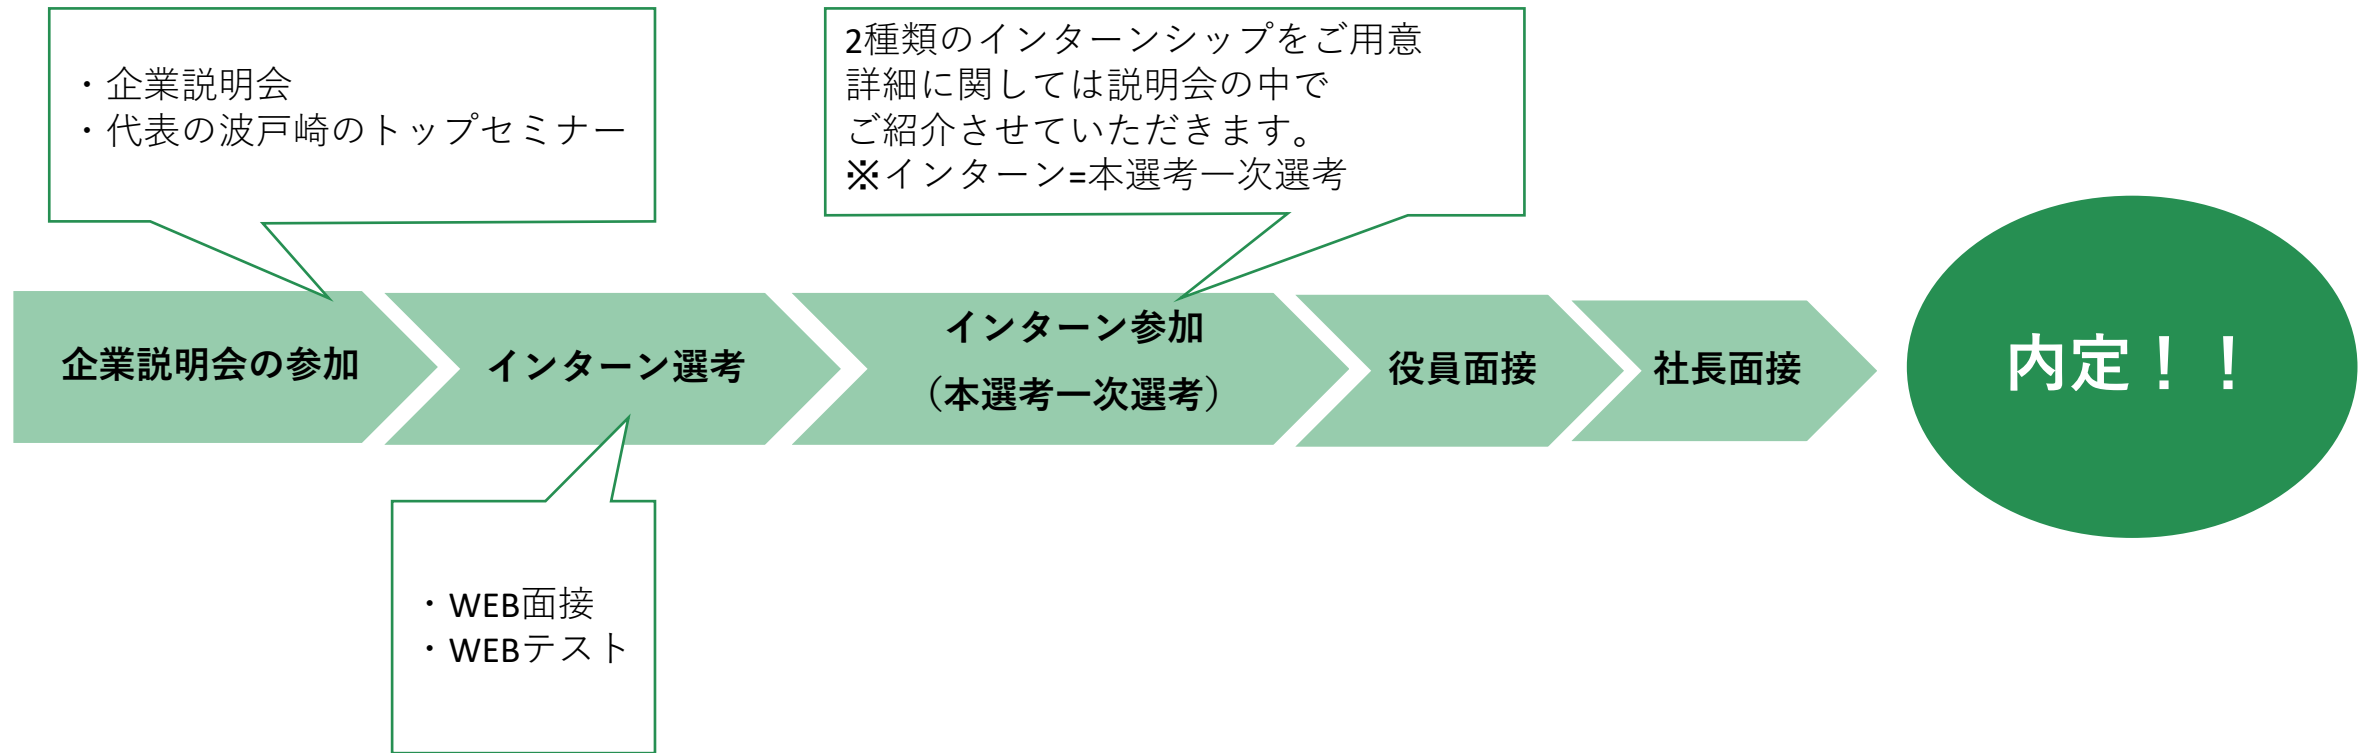 ・企業説明会
・代表の波戸崎のトップセミナー
2種類のインターンシップをご用意
詳細に関しては説明会の中で
ご紹介させていただきます。
※インターン=本選考一次選考
企業説明会の参加
インターン選考
インターン参加
（本選考一次選考）
役員面接
社長面接
内定！！
・WEB面接
・WEBテスト